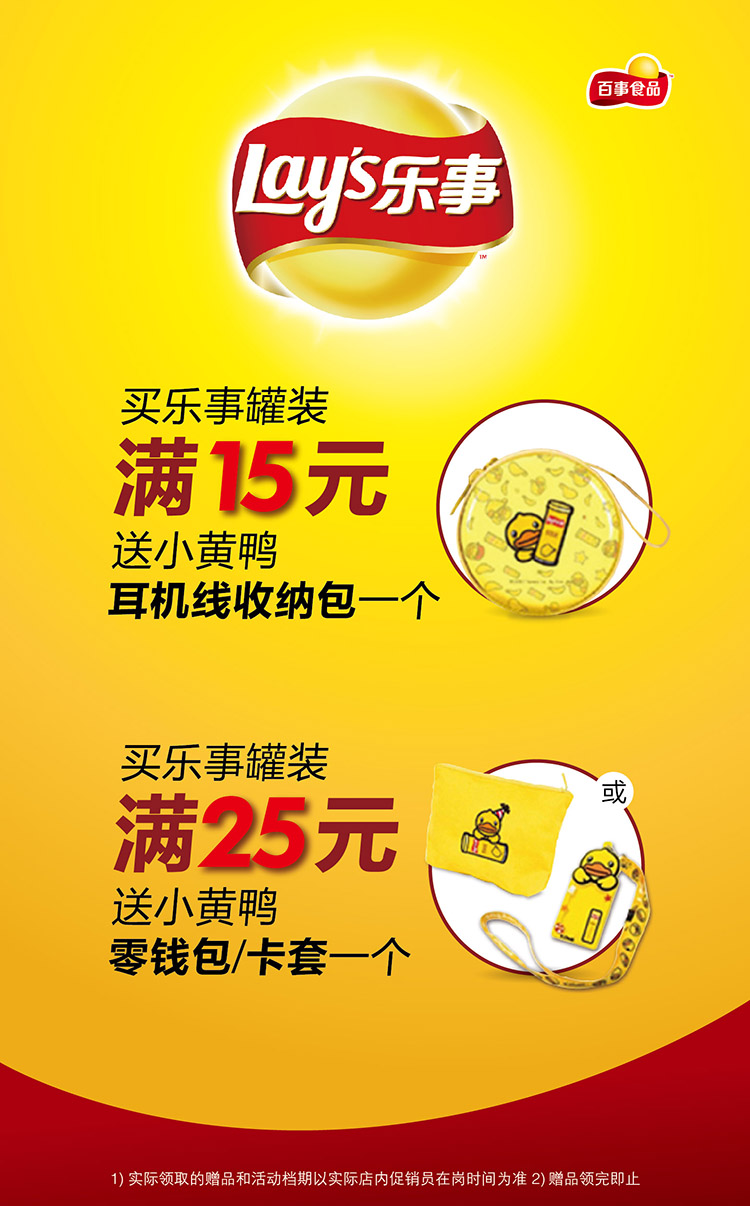 百事食品
Lay's乐事
TM
买乐事罐装
满15元
送小黄鸭
耳机线收纳包一个
买乐事罐装
满25元
或
送小黄鸭
零钱包/卡套一个
1) 实际领取的赠品和活动档期以实际店内促销员在岗时间为准 2) 赠品领完即止